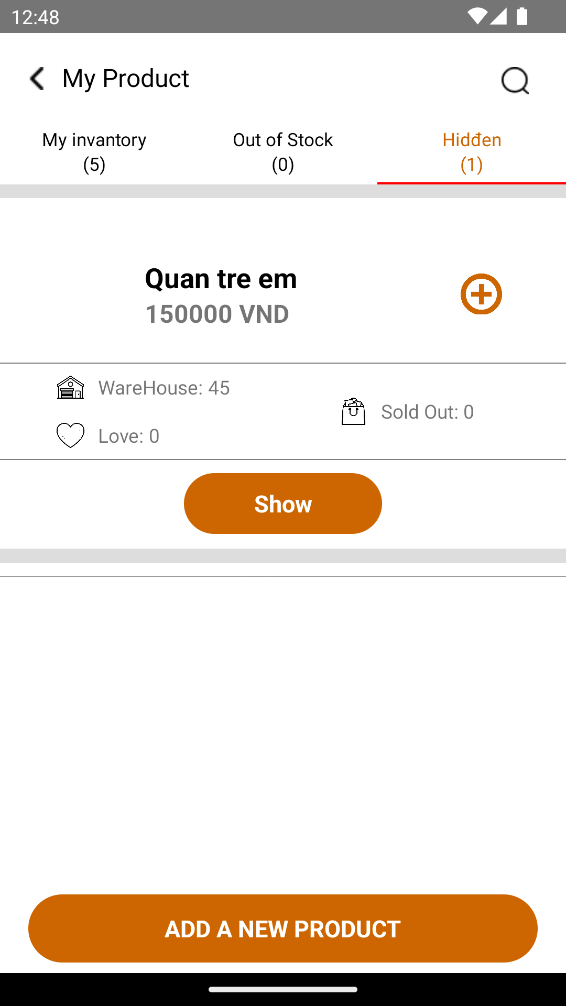 12:48
My Product
My invantory
(5)
Out of Stock
(0)
Hiđden
(1)
Quan tre em
150000 VND
WareHouse: 45
Love: 0
Sold Out: 0
Show
ADD A NEW PRODUCT